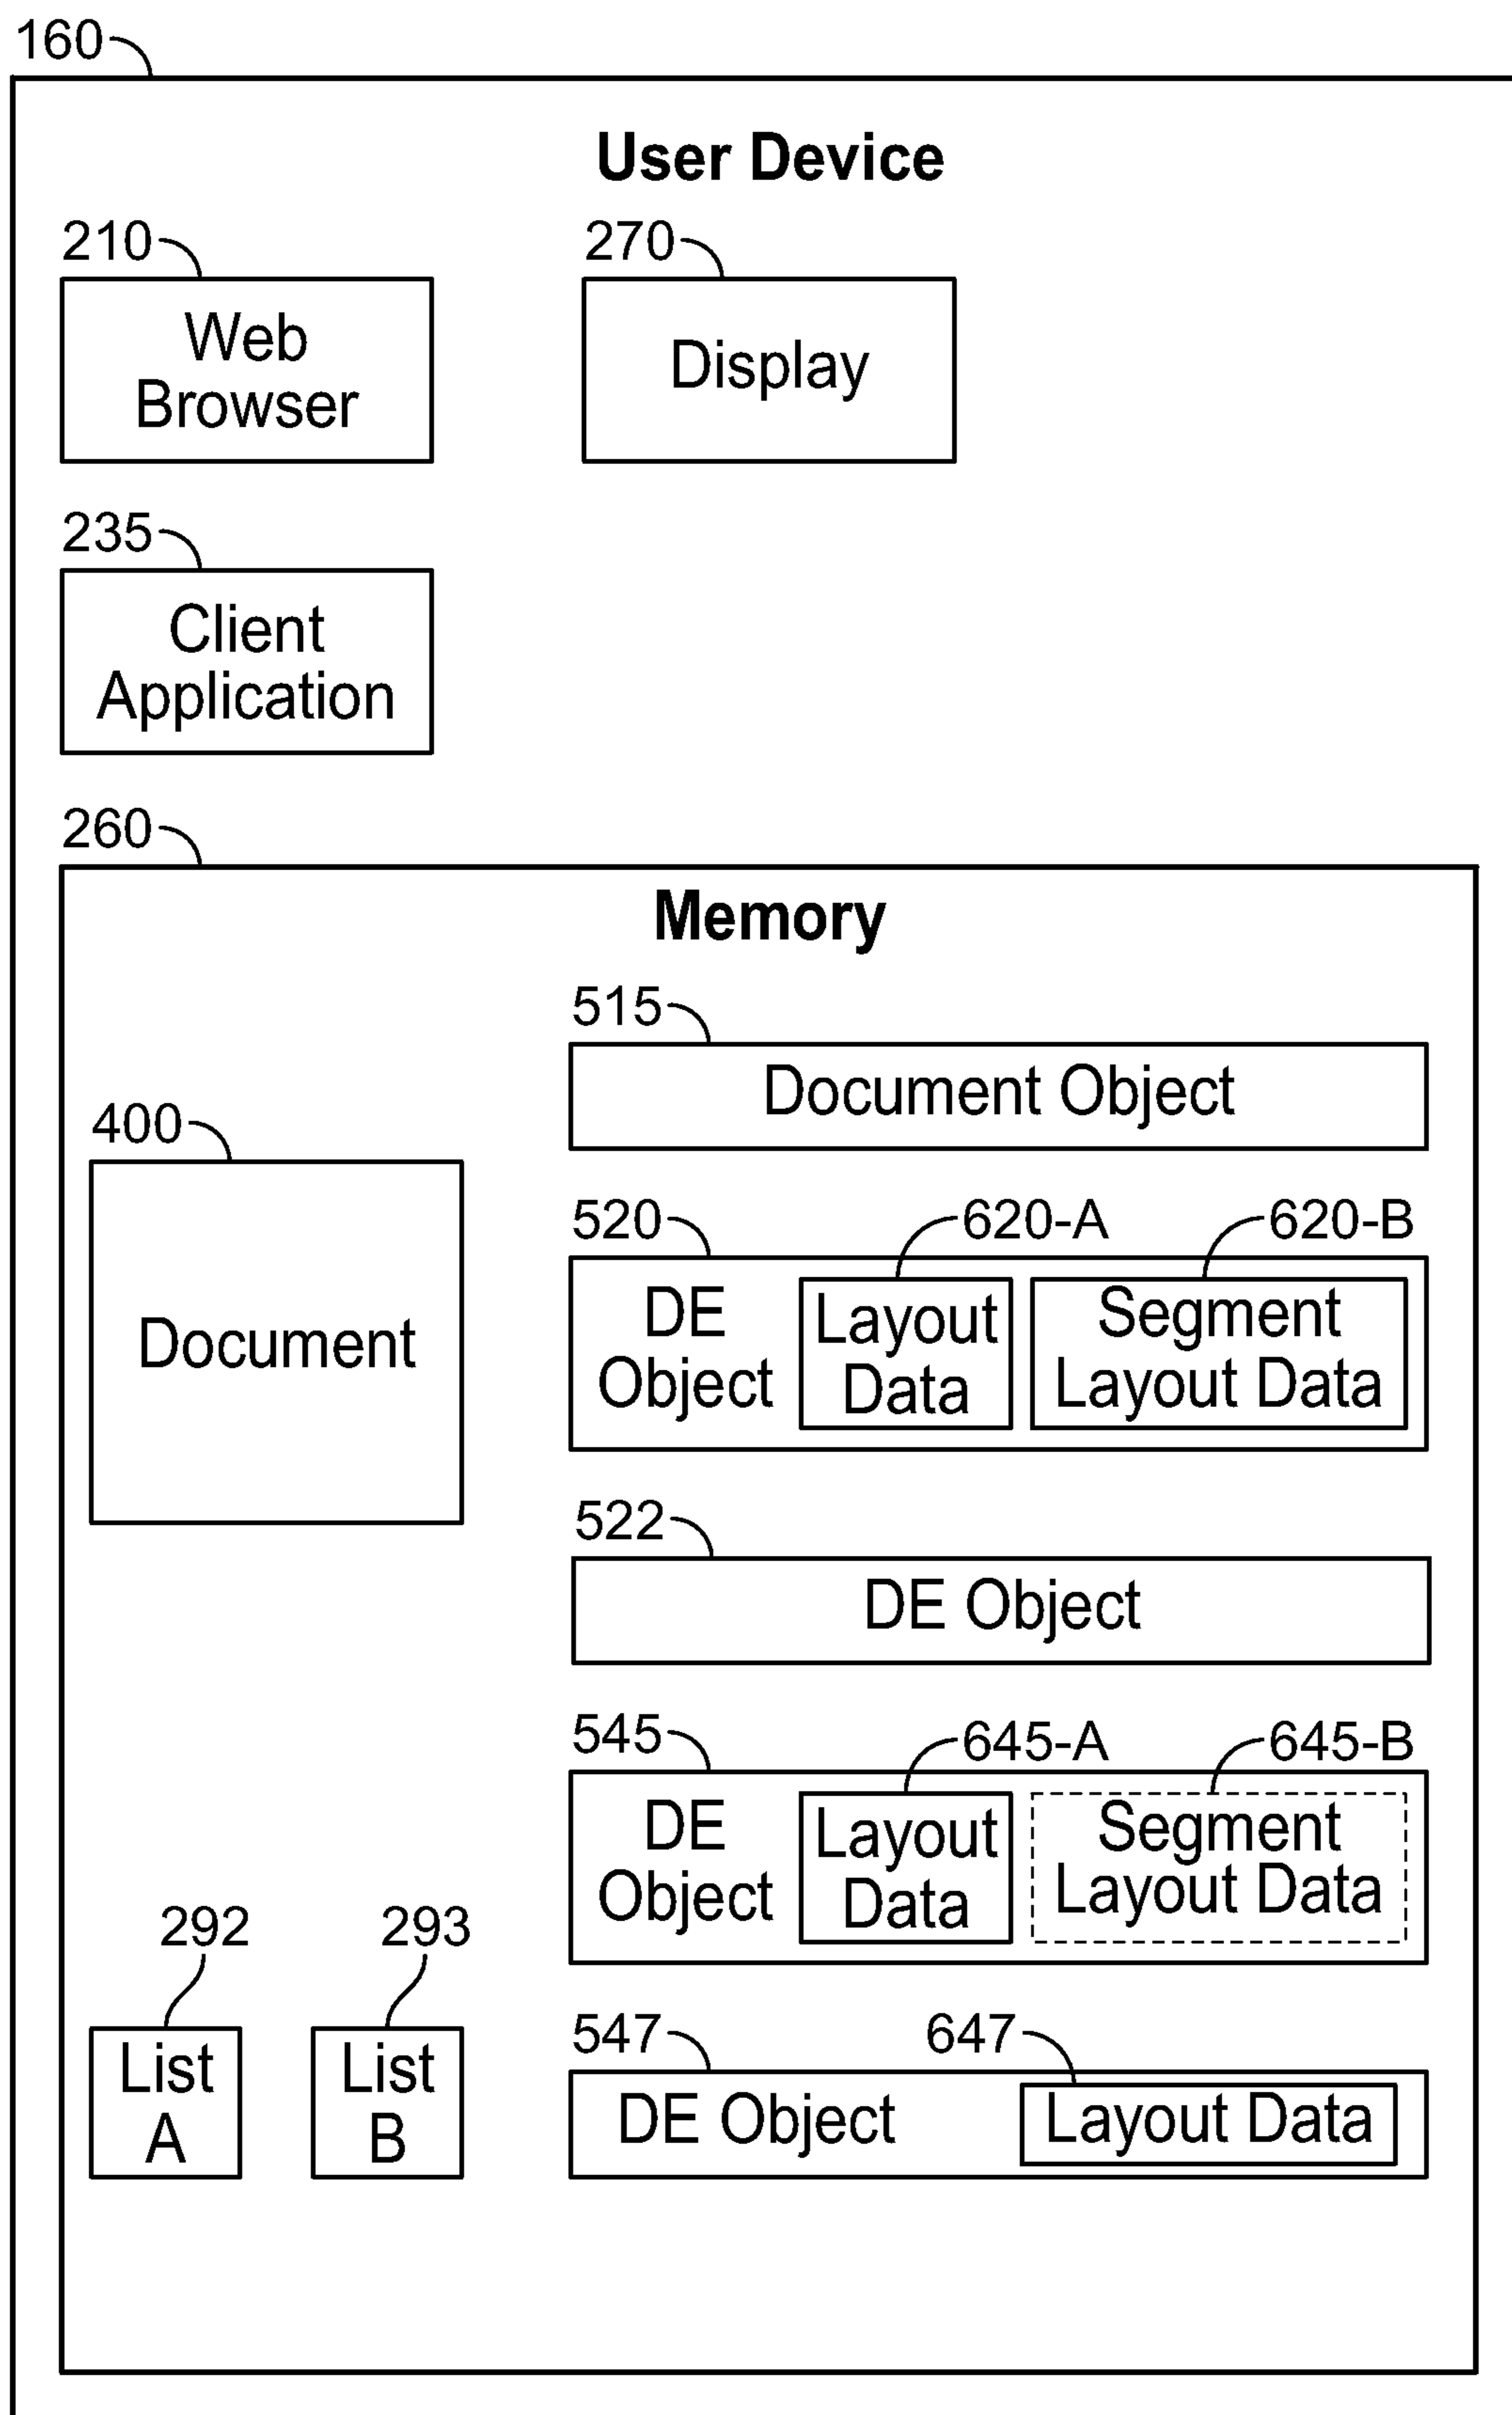 160
User Device
210
270
Web
Browser
Display
235
Client
Application
260
Memory
515
Document Object
400
Document
520
620-A
620-B
DE
Object
Layout
Data
Segment
Layout Data
522
DE Object
545
645-A
645-B
DE
Object
Layout
Data
Segment
Layout Data
292
293
List
A
List
B
547
647
DE Object
Layout Data